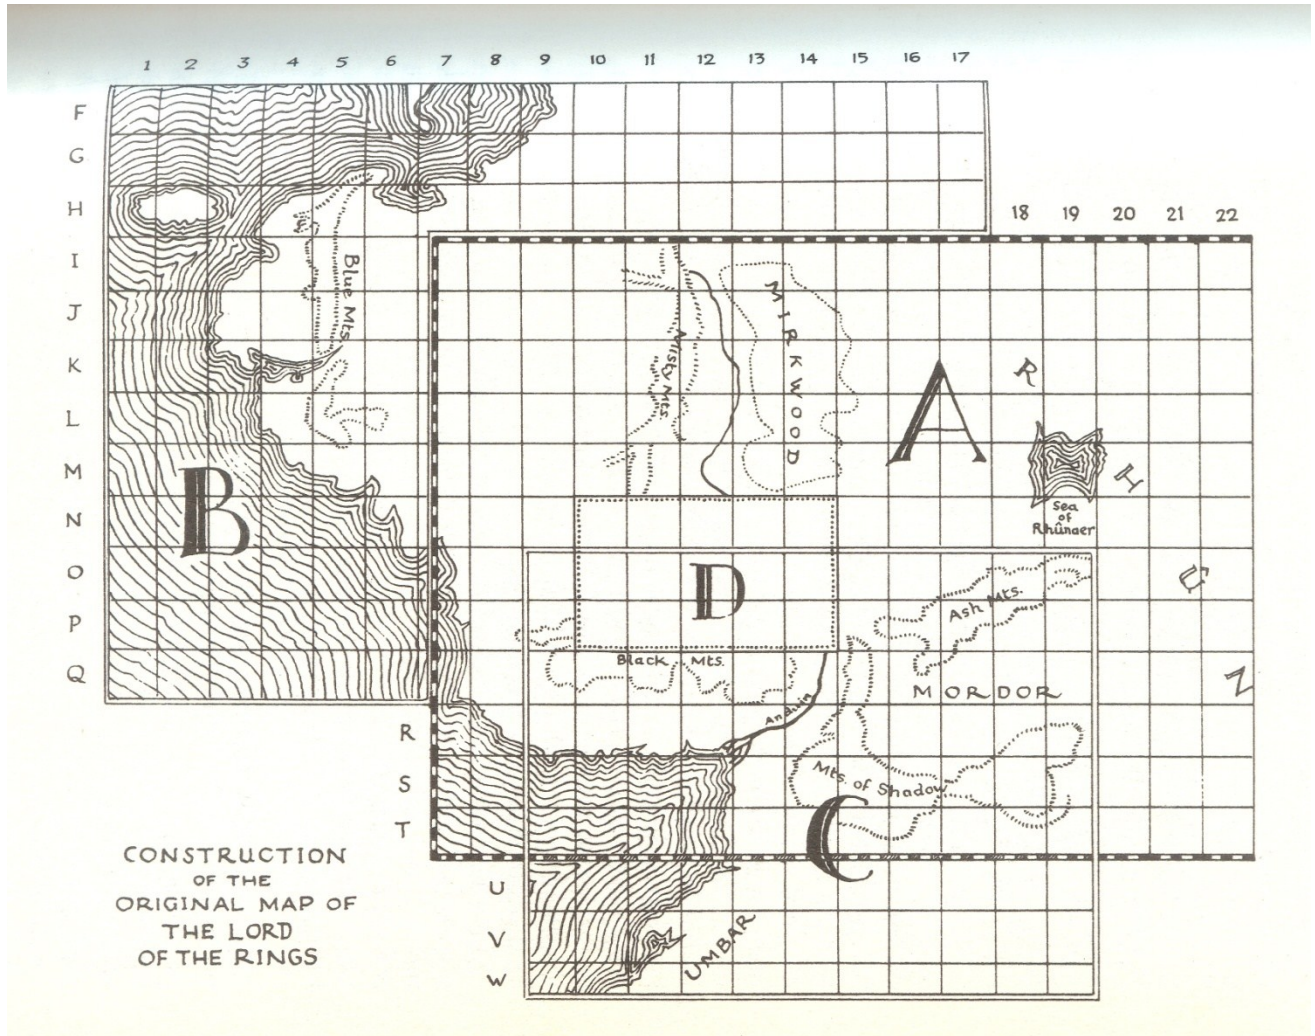 1 2 3 4 5 6 7 8 9 10 11 12 13 14 15 16 17
F
G
H
18 19 20 21 22
I
J
K
L
M
N
O
P
Q
R
S
T
U
V
W
Blue Mts.
Misty Mts.
MIRKWOOD
A
RHÛN
B
Sea
of
Rhûnaer
D
Ash Mts.
Black Mts.
MORDOR
Anduin
Mts. of Shadow
C
UMBAR
CONSTRUCTION
OF THE
ORIGINAL MAP OF
THE LORD
OF THE RINGS